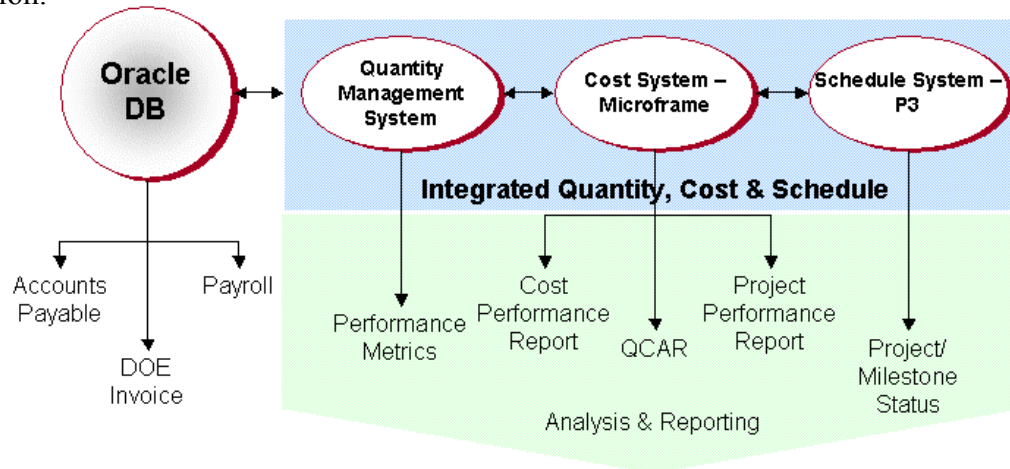 ion.
Oracle
DB
Quantity
Management
System
Cost System –
Microframe
Schedule System –
P3
Integrated Quantity, Cost & Schedule
Accounts
Payable
DOE
Invoice
Payroll
Performance
Metrics
Cost
Performance
Report
QCAR
Project
Performance
Report
Project/
Milestone
Status
Analysis & Reporting